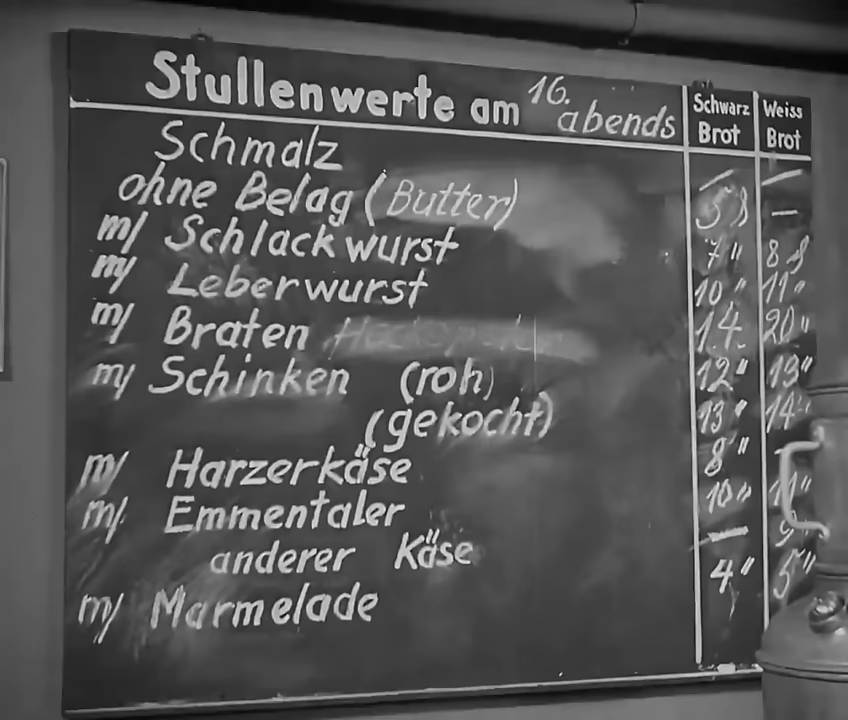 Stullenwerte am 16. abends Schwarz Brot Weiss Brot
Schmalz — —
ohne Belag (Butter) 5 ₰ —
m/ Schlackwurst 7 " 8 ₰
m/ Leberwurst 10 " 11 "
m/ Braten 14. 20 "
m/ Schinken (roh) 12 " 13 "
(gekocht) 13 " 14 "
m/ Harzerkäse 8 "
m/ Emmentaler 10 " 11 "
anderer Käse —
m/ Marmelade 4 " 5 "